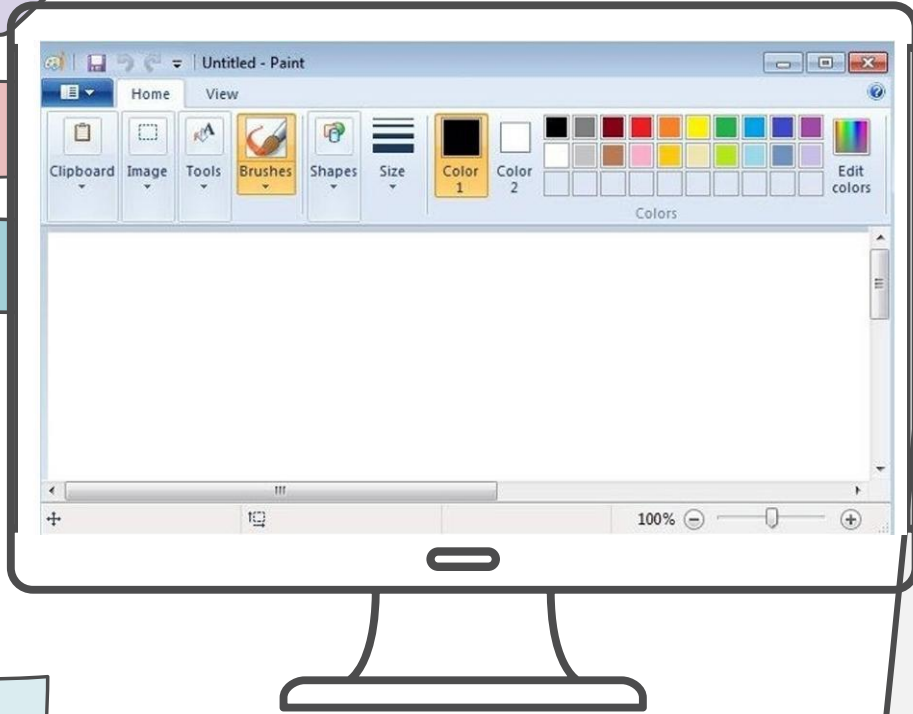 Untitled - Paint
Home View
Clipboard Image Tools Brushes Shapes Size Color 1 Color 2 Edit colors
Colors
100%